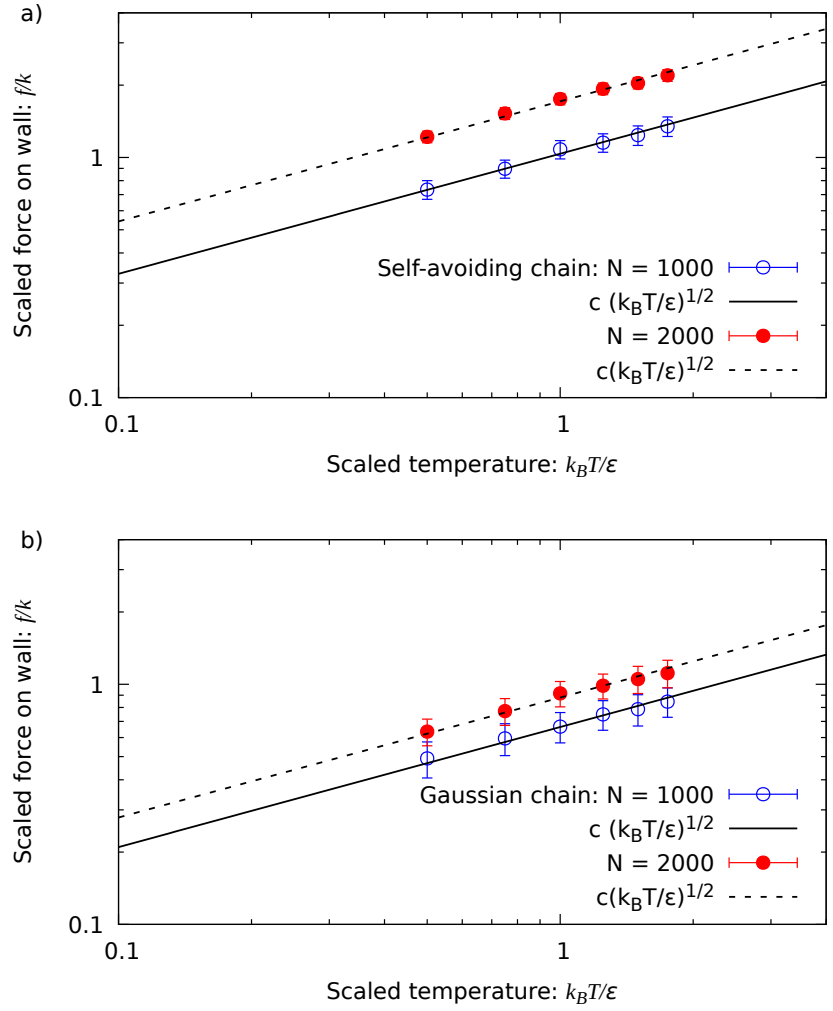 a)
Scaled force on wall: f/k
1
0.1
0.1
1
Self-avoiding chain: N = 1000
c (k_BT/ε)^1/2
N = 2000
c(k_BT/ε)^1/2
Scaled temperature: k_BT/ε
b)
Scaled force on wall: f/k
1
0.1
0.1
1
Gaussian chain: N = 1000
c (k_BT/ε)^1/2
N = 2000
c(k_BT/ε)^1/2
Scaled temperature: k_BT/ε